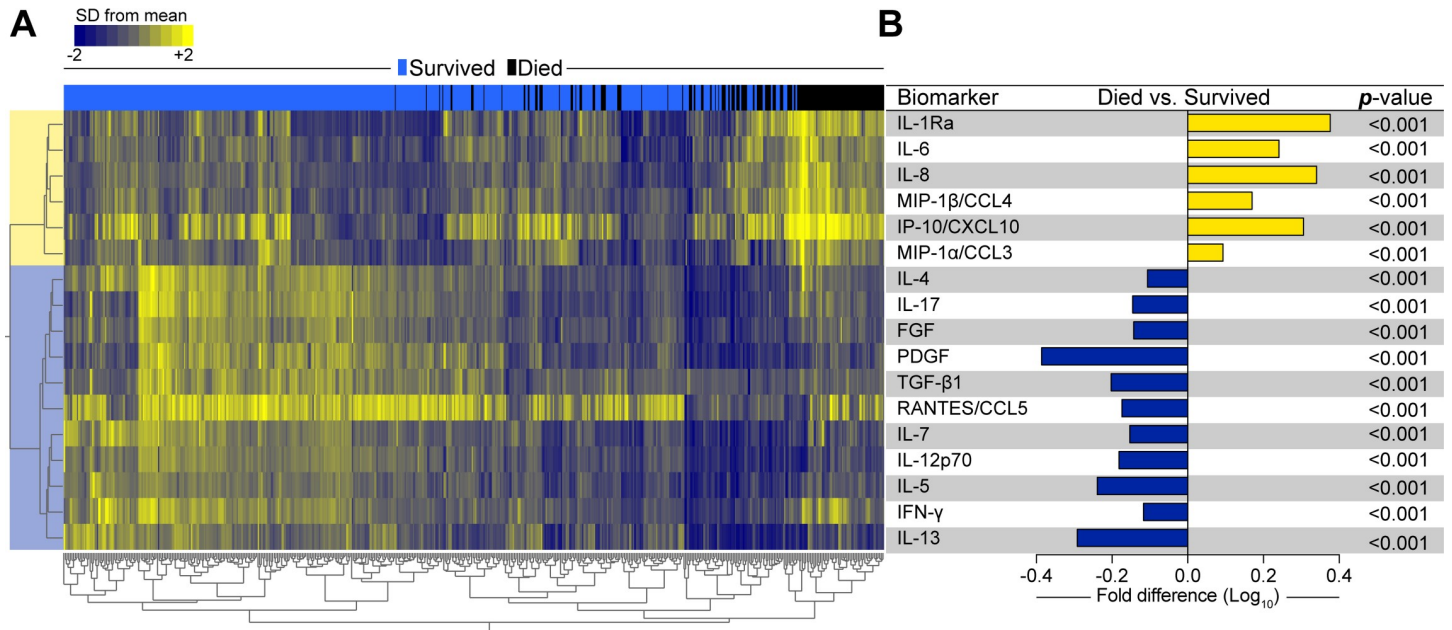 A
SD from mean
-2 +2
Survived Died
B
Biomarker Died vs. Survived p-value
IL-1Ra <0.001
IL-6 <0.001
IL-8 <0.001
MIP-1β/CCL4 <0.001
IP-10/CXCL10 <0.001
MIP-1α/CCL3 <0.001
IL-4 <0.001
IL-17 <0.001
FGF <0.001
PDGF <0.001
TGF-β1 <0.001
RANTES/CCL5 <0.001
IL-7 <0.001
IL-12p70 <0.001
IL-5 <0.001
IFN-γ <0.001
IL-13 <0.001
-0.4 -0.2 0.0 0.2 0.4
Fold difference (Log10)